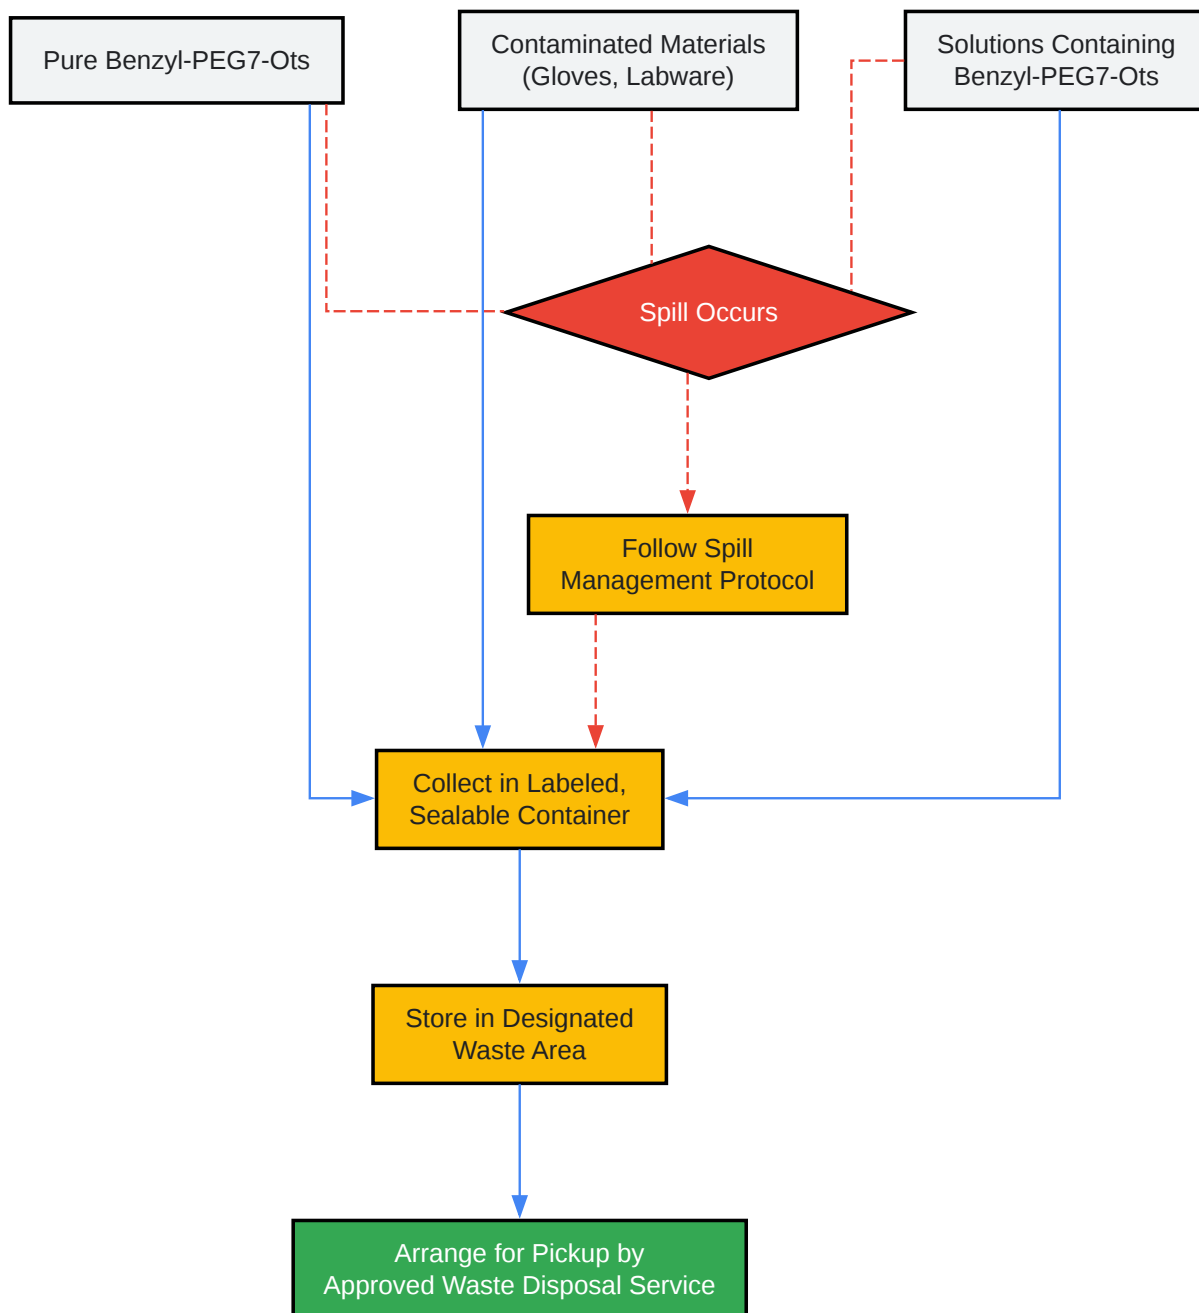 Pure Benzyl-PEG7-Ots
Contaminated Materials
(Gloves, Labware)
Solutions Containing
Benzyl-PEG7-Ots
Spill Occurs
Follow Spill
Management Protocol
Collect in Labeled,
Sealable Container
Store in Designated
Waste Area
Arrange for Pickup by
Approved Waste Disposal Service